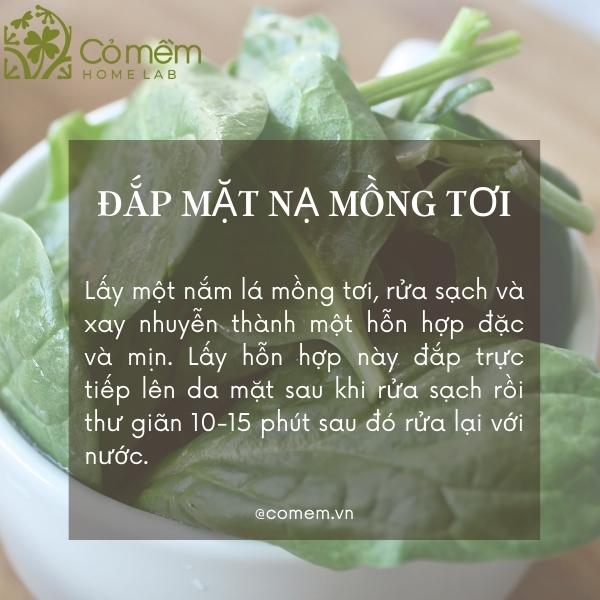 Cỏ mềm
HOME LAB
ĐẮP MẶT NẠ MỒNG TƠI
Lấy một nắm lá mồng tơi, rửa sạch và
xay nhuyễn thành một hỗn hợp đặc
và mịn. Lấy hỗn hợp này đắp trực
tiếp lên da mặt sau khi rửa sạch rồi
thư giãn 10-15 phút sau đó rửa lại với
nước.
@comem.vn